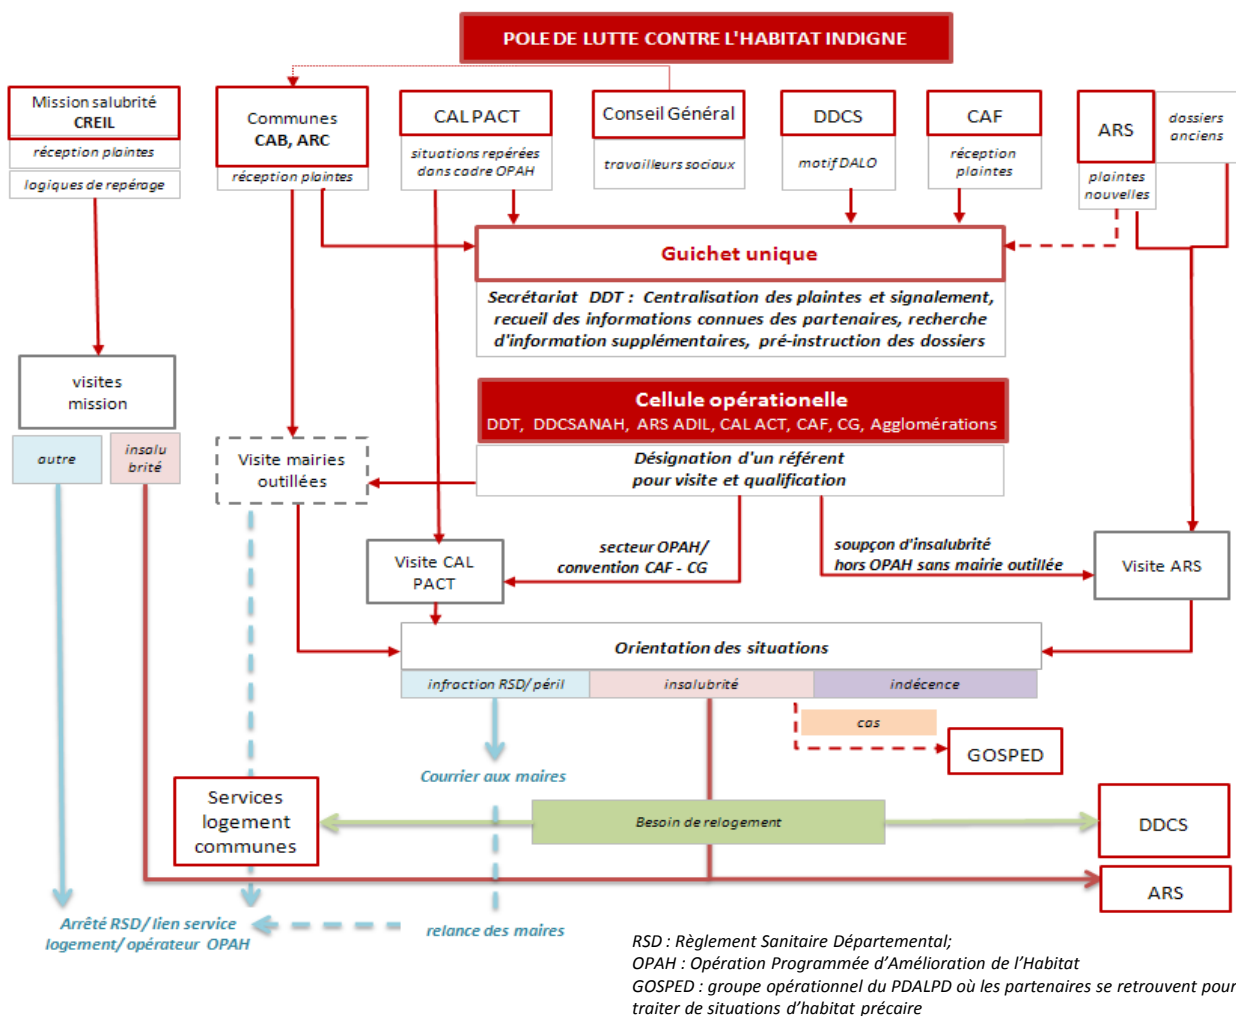 POLE DE LUTTE CONTRE L'HABITAT INDIGNE
Mission salubrité
CREIL
réception plaintes
logiques de repérage
Communes
CAB, ARC
réception plaintes
CAL PACT
situations repérées
dans cadre OPAH
Conseil Général
travailleurs sociaux
DDCS
motif DALO
CAF
réception
plaintes
ARS
plaintes
nouvelles
dossiers
anciens
Guichet unique
Secrétariat DDT : Centralisation des plaintes et signalement,
recueil des informations connues des partenaires, recherche
d'information supplémentaires, pré-instruction des dossiers
visites
mission
autre
insalu
brité
Cellule opérationelle
DDT, DDCSANAH, ARS ADIL, CAL ACT, CAF, CG, Agglomérations
Désignation d'un référent
pour visite et qualification
Visite mairies
outillées
Visite CAL
PACT
secteur OPAH/
convention CAF - CG
soupçon d'insalubrité
hors OPAH sans mairie outillée
Visite ARS
Orientation des situations
infraction RSD/ péril
insalubrité
indécence
cas
GOSPED
Courrier aux maires
Services
logement
communes
Besoin de relogement
DDCS
ARS
Arrêté RSD/ lien service
logement/ opérateur OPAH
relance des maires
RSD : Règlement Sanitaire Départemental;
OPAH : Opération Programmée d’Amélioration de l’Habitat
GOSPED : groupe opérationnel du PDALPD où les partenaires se retrouvent pour
traiter de situations d’habitat précaire